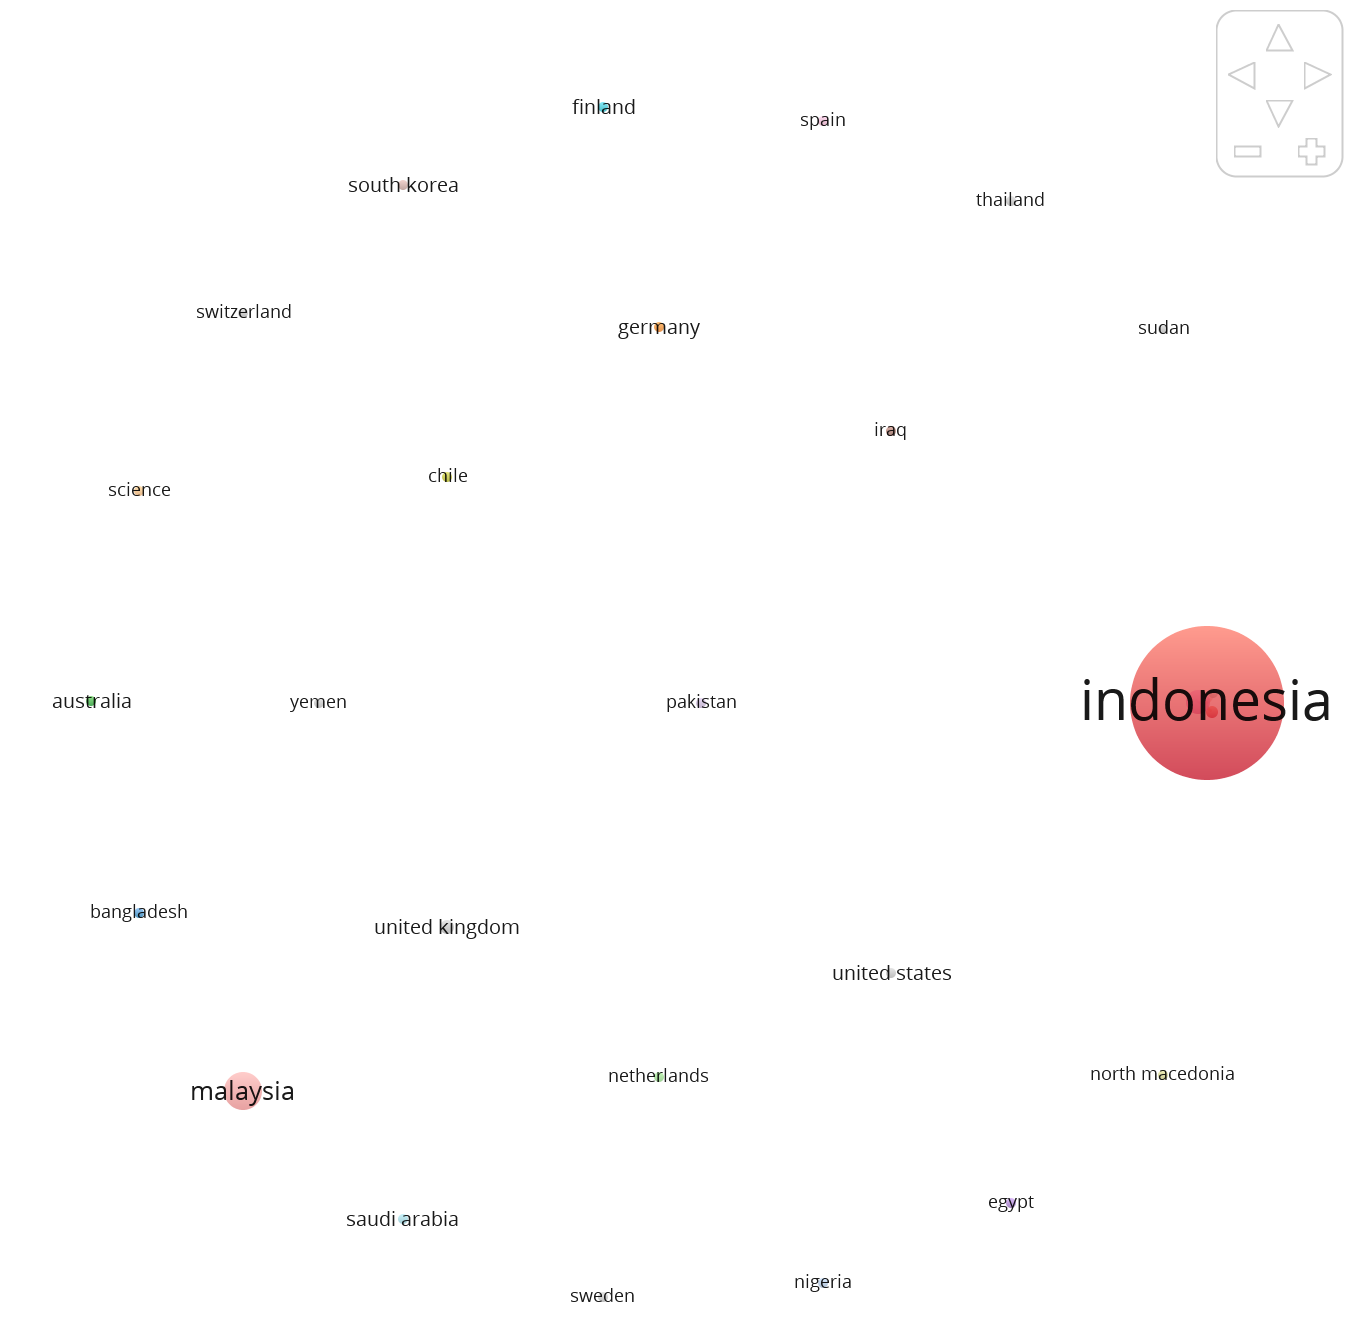 finland
spain
south korea
thailand
switzerland
germany
sudan
iraq
chile
science
indonesia
australia
yemen
pakistan
bangladesh
united kingdom
united states
north macedonia
netherlands
malaysia
egypt
saudi arabia
nigeria
sweden